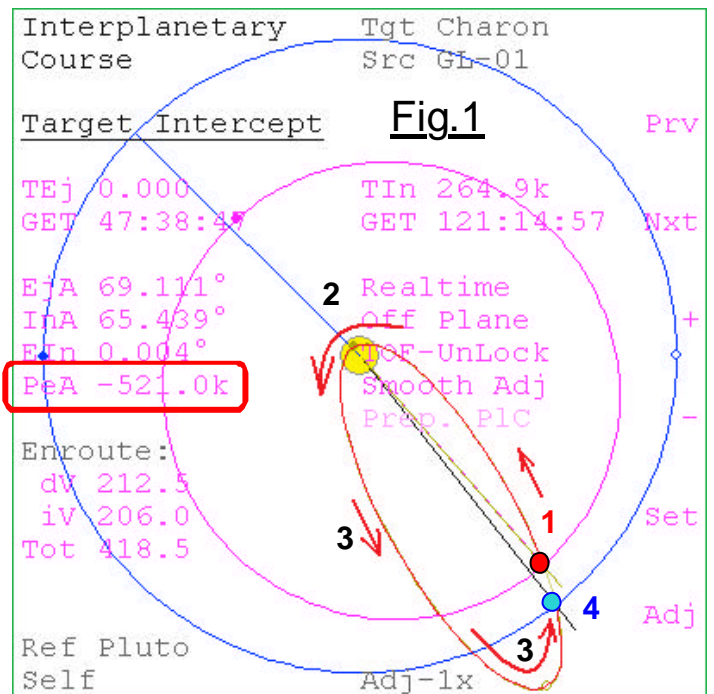 Interplanetary Tgt Charon
Course Src GL-01
Target Intercept Fig.1 Prv
TEj 0.000 TIn 264.9k
GET 47:38:47 GET 121:14:57 Nxt
EjA 69.111° 2 Realtime
InA 65.439° Off Plane +
EIn 0.004° TOF-UnLock
PeA -521.0k Smooth Adj
Prep. PlC -
Enroute:
dV 212.5
iV 206.0 1 Set
Tot 418.5 3
4 Adj
Ref Pluto 3
Self Adj-1x